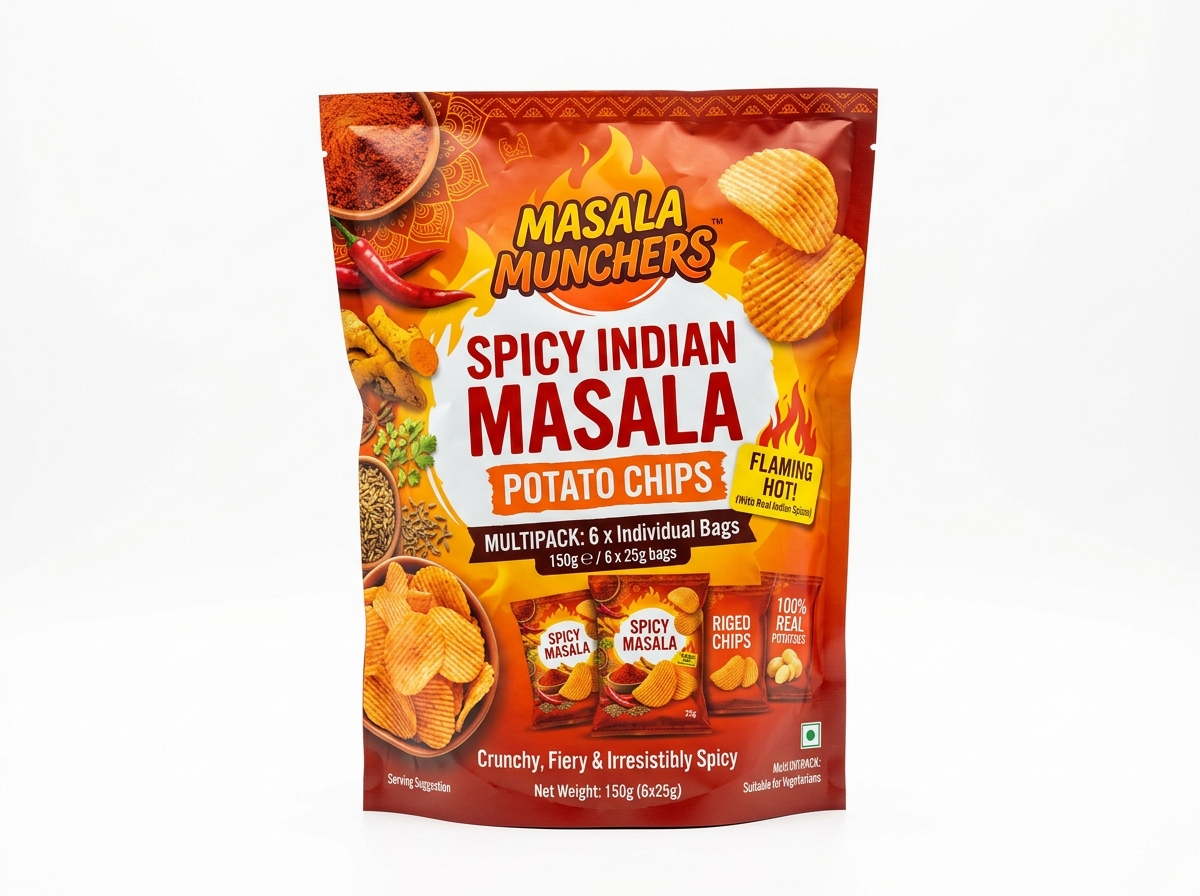 MASALA
MUNCHERS™
SPICY INDIAN
MASALA
POTATO CHIPS
FLAMING
HOT!
Real Indian
MULTIPACK: 6 x Individual Bags
150g ℮ / 6 x 25g bags
SPICY
MASALA
SPICY
MASALA
25g
RIGED
CHIPS
100%
REAL
Crunchy, Fiery & Irresistibly Spicy
Net Weight: 150g (6x25g)
Serving Suggestion
Suitable for Vegetarians